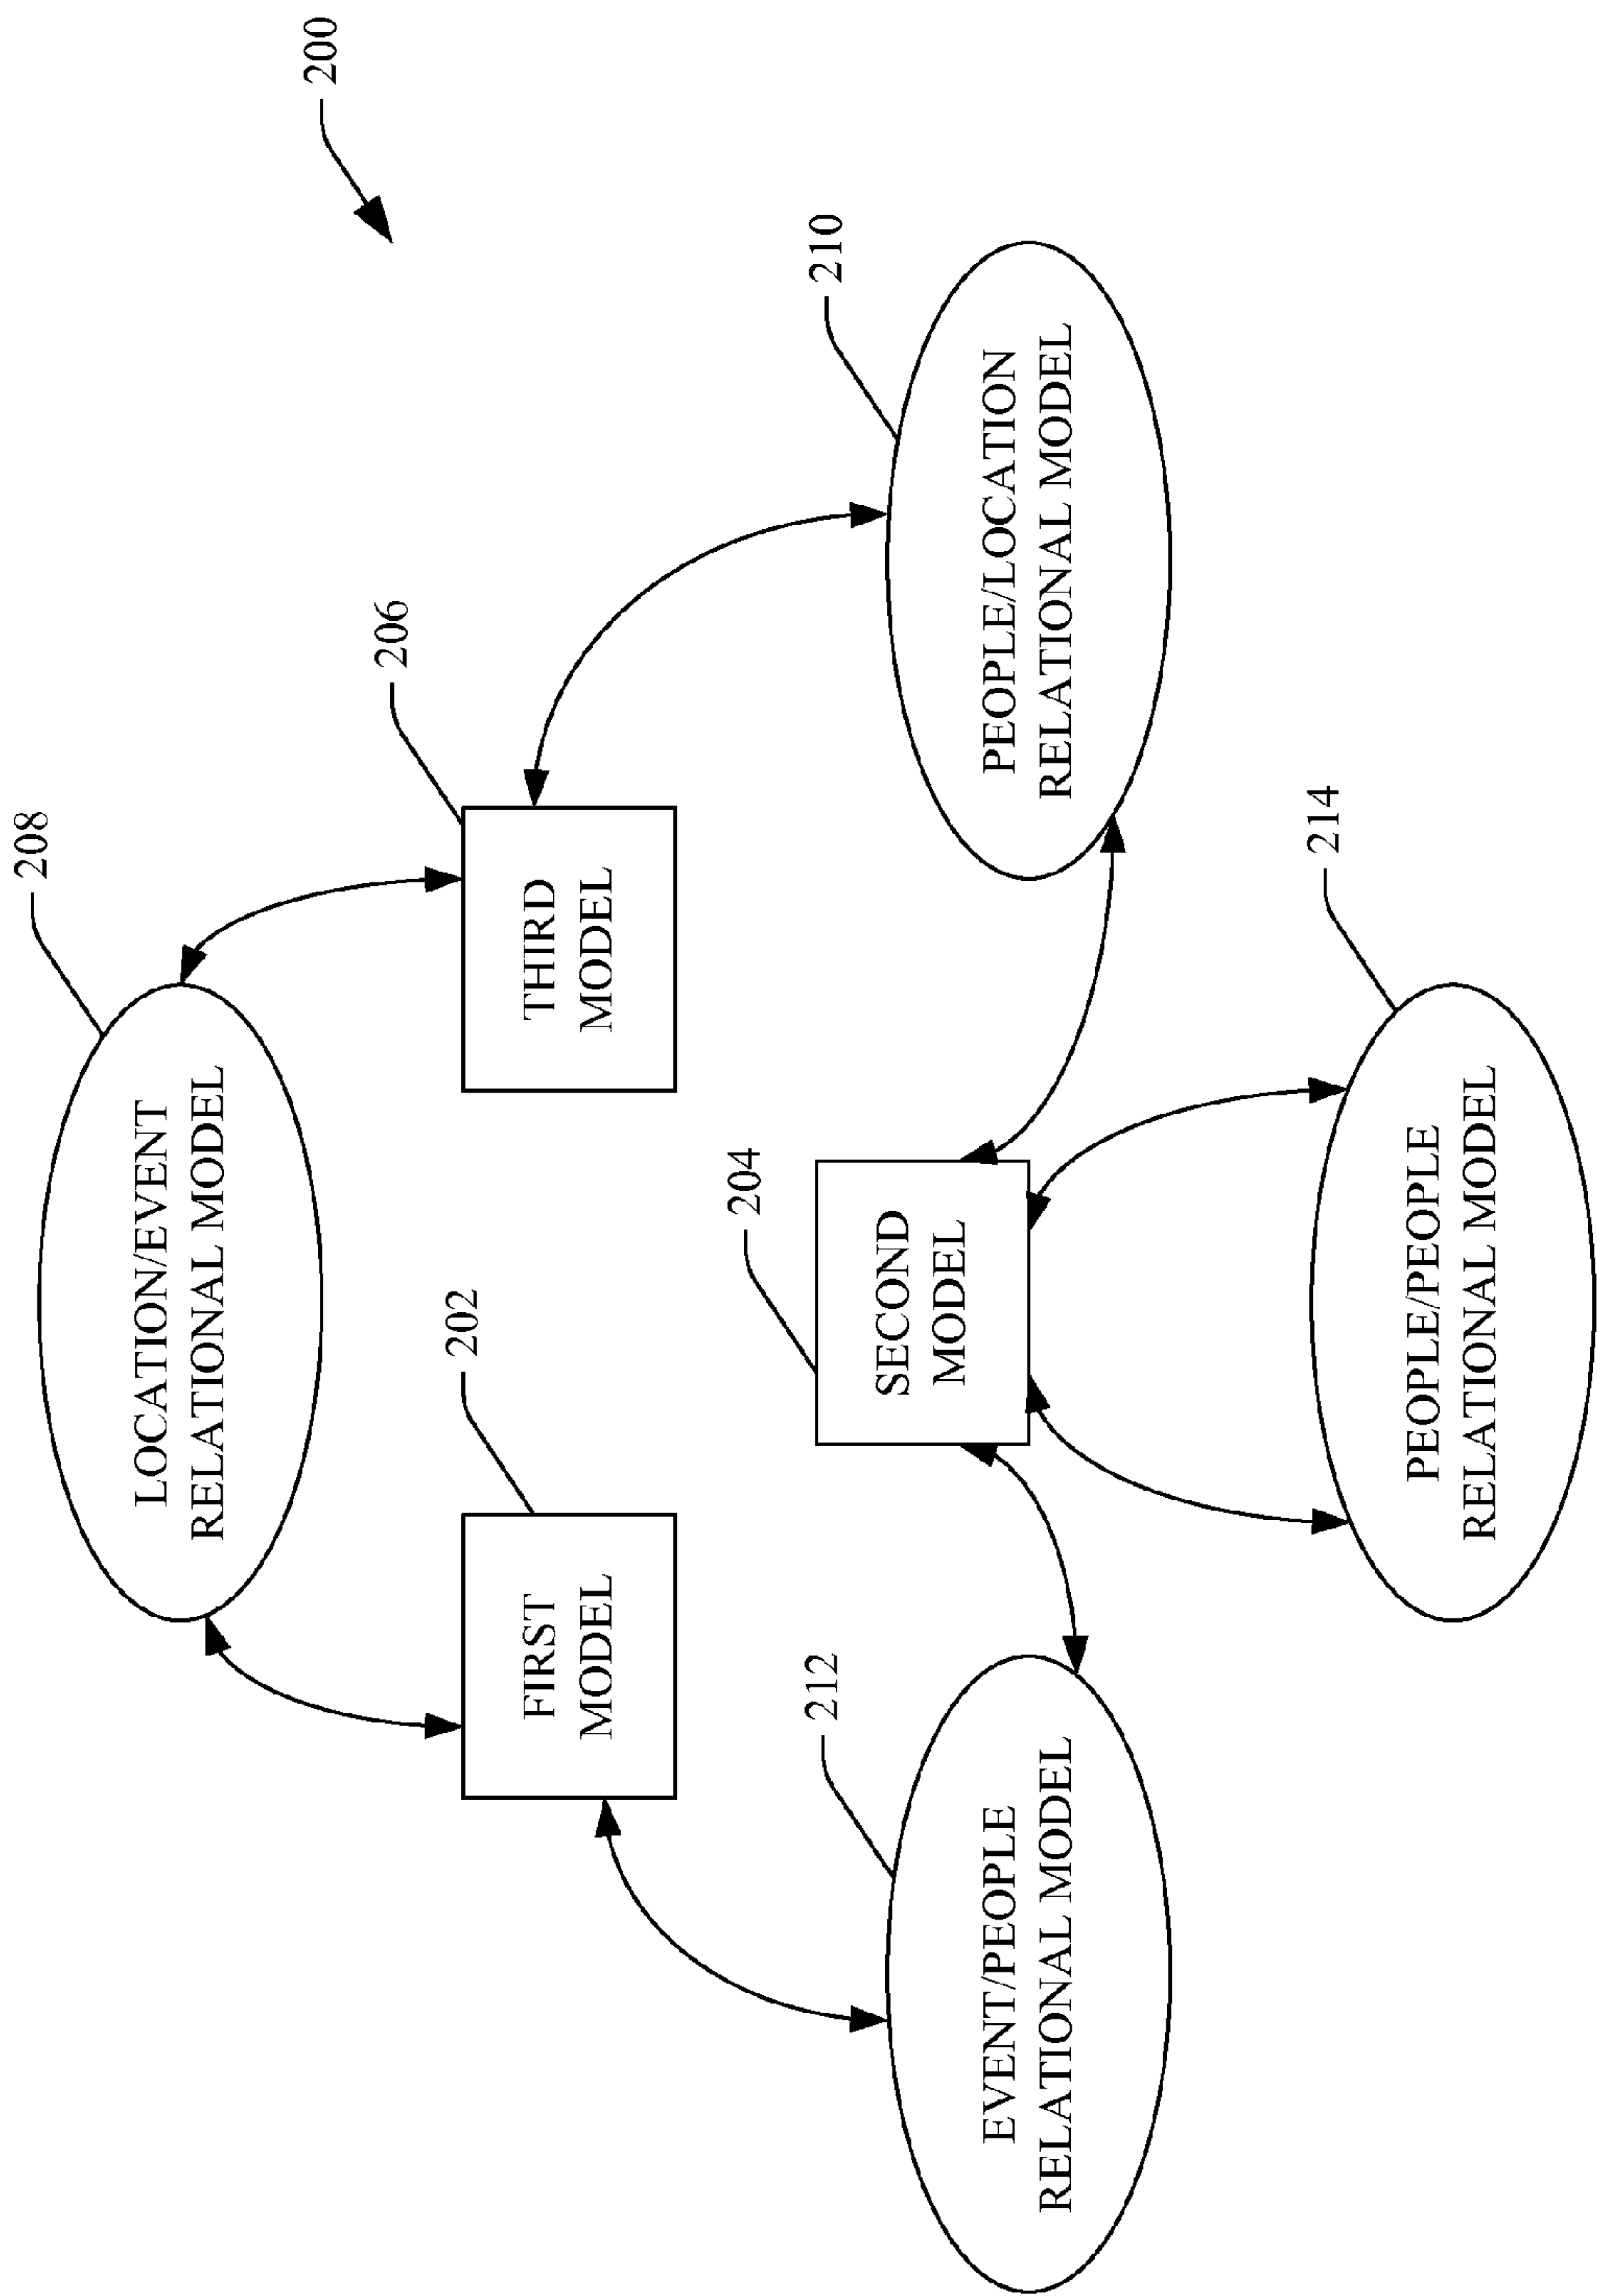 200
208
LOCATION/EVENT
RELATIONAL MODEL
202
FIRST
MODEL
206
THIRD
MODEL
204
SECOND
MODEL
212
EVENT/PEOPLE
RELATIONAL MODEL
210
PEOPLE/LOCATION
RELATIONAL MODEL
214
PEOPLE/PEOPLE
RELATIONAL MODEL